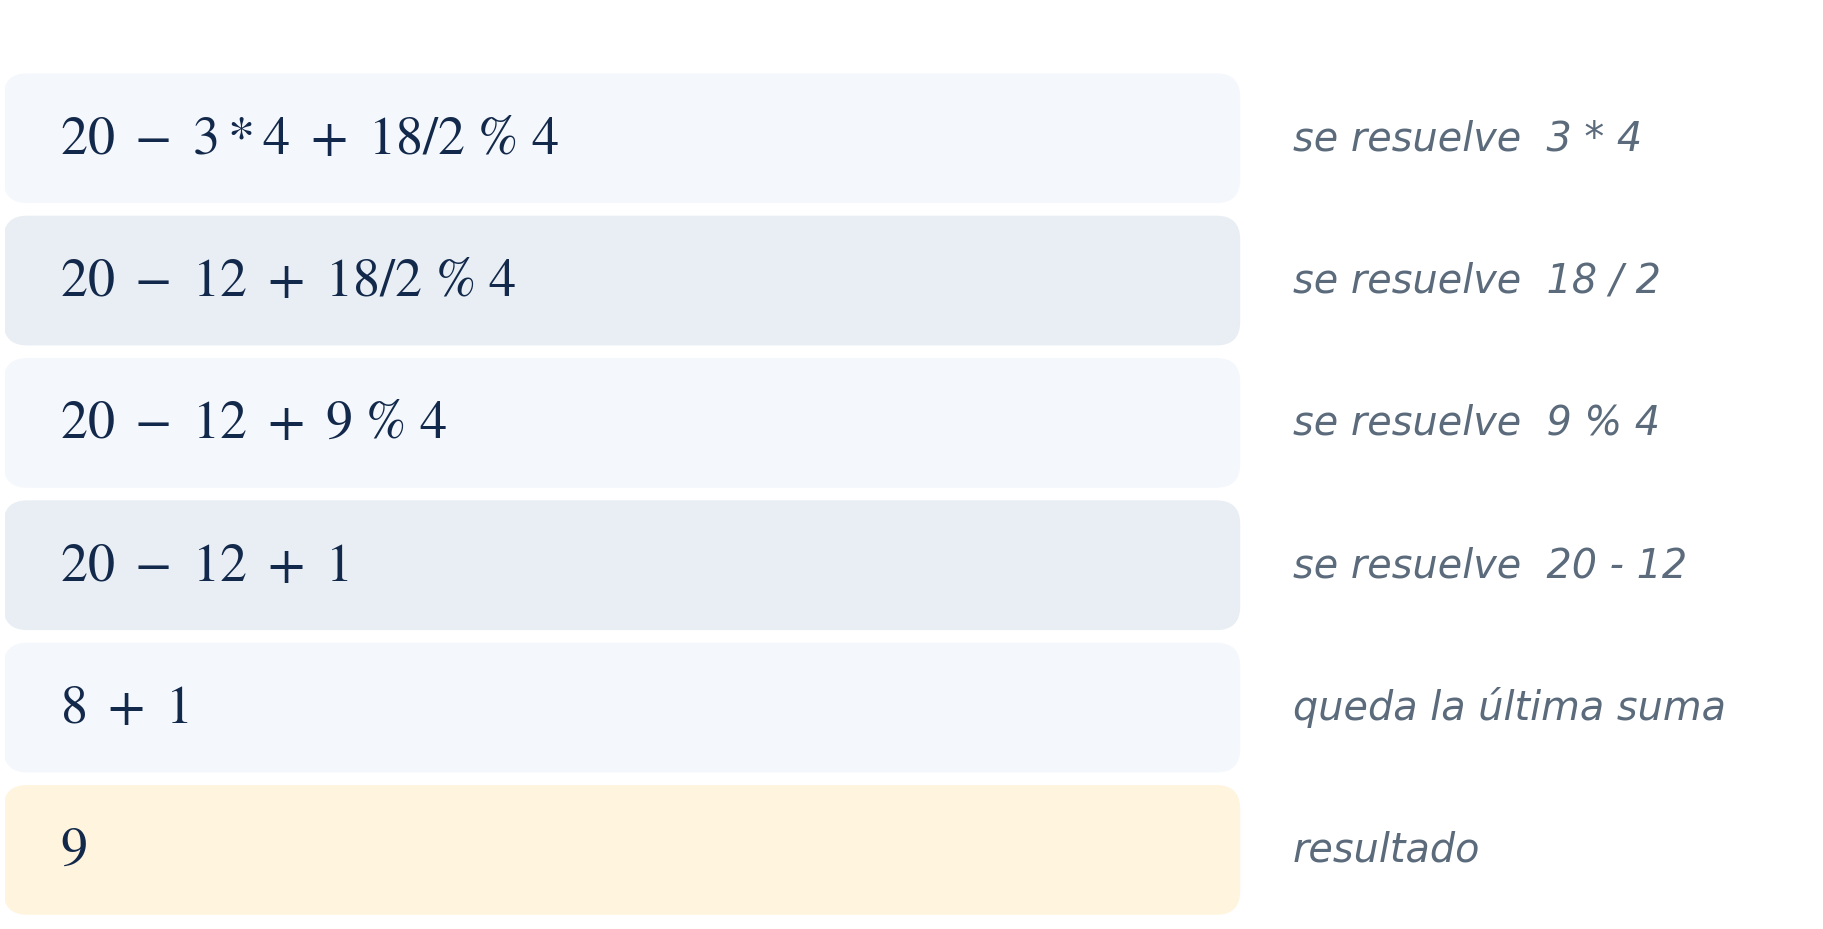 20 − 3 * 4 + 18/2 % 4 se resuelve 3 * 4
20 − 12 + 18/2 % 4 se resuelve 18 / 2
20 − 12 + 9 % 4 se resuelve 9 % 4
20 − 12 + 1 se resuelve 20 - 12
8 + 1 queda la última suma
9 resultado